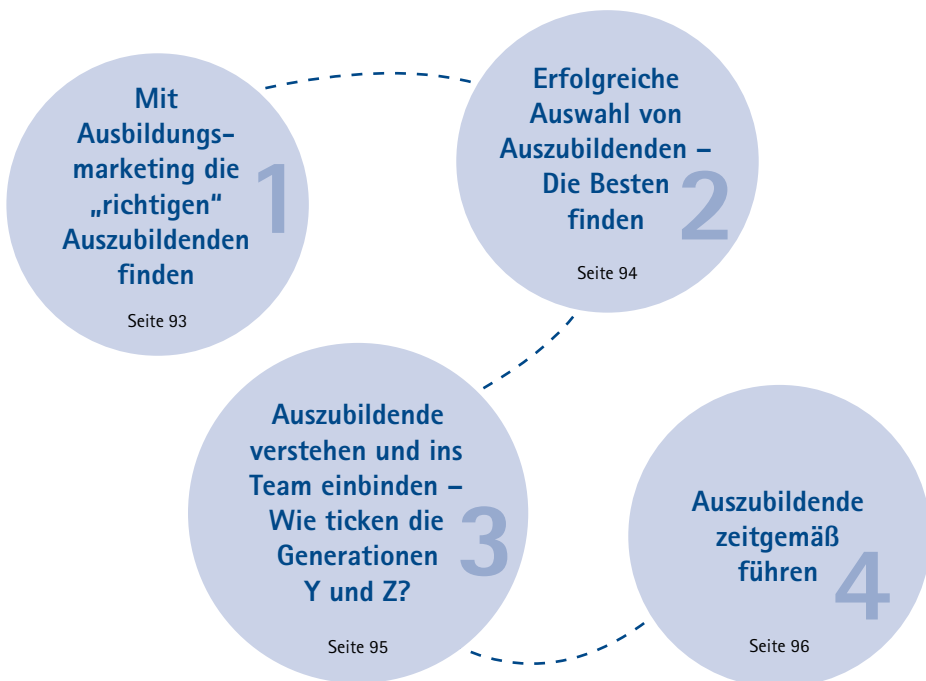 Mit
Ausbildungs-
marketing die
„richtigen“
Auszubildenden
finden
1
Seite 93
Erfolgreiche
Auswahl von
Auszubildenden –
Die Besten
finden
2
Seite 94
Auszubildende
verstehen und ins
Team einbinden –
Wie ticken die
Generationen
Y und Z?
3
Seite 95
Auszubildende
zeitgemäß
führen
4
Seite 96